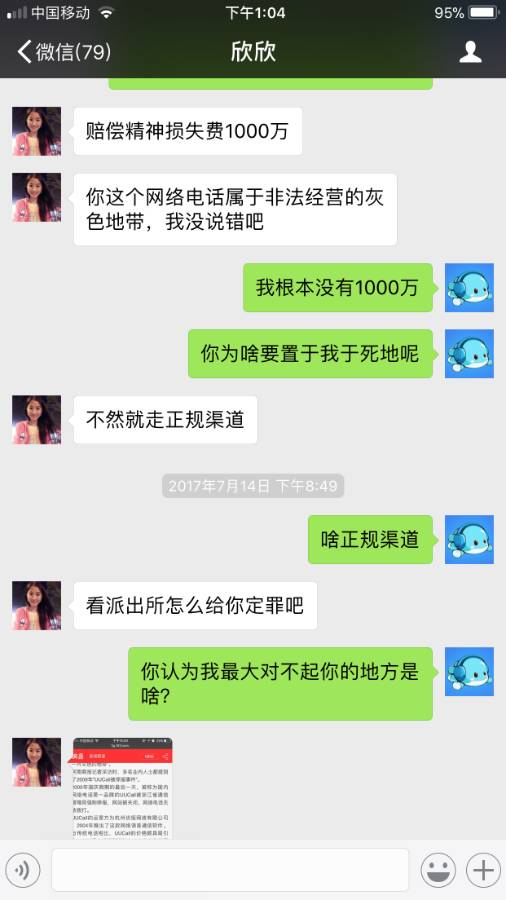 中国移动
下午1:04
95%
微信(79)
欣欣
赔偿精神损失费1000万
你这个网络电话属于非法经营的灰
色地带，我没说错吧
我根本没有1000万
你为啥要置于我于死地呢
不然就走正规渠道
2017年7月14日 下午8:49
啥正规渠道
看派出所怎么给你定罪吧
你认为我最大对不起你的地方是
啥?